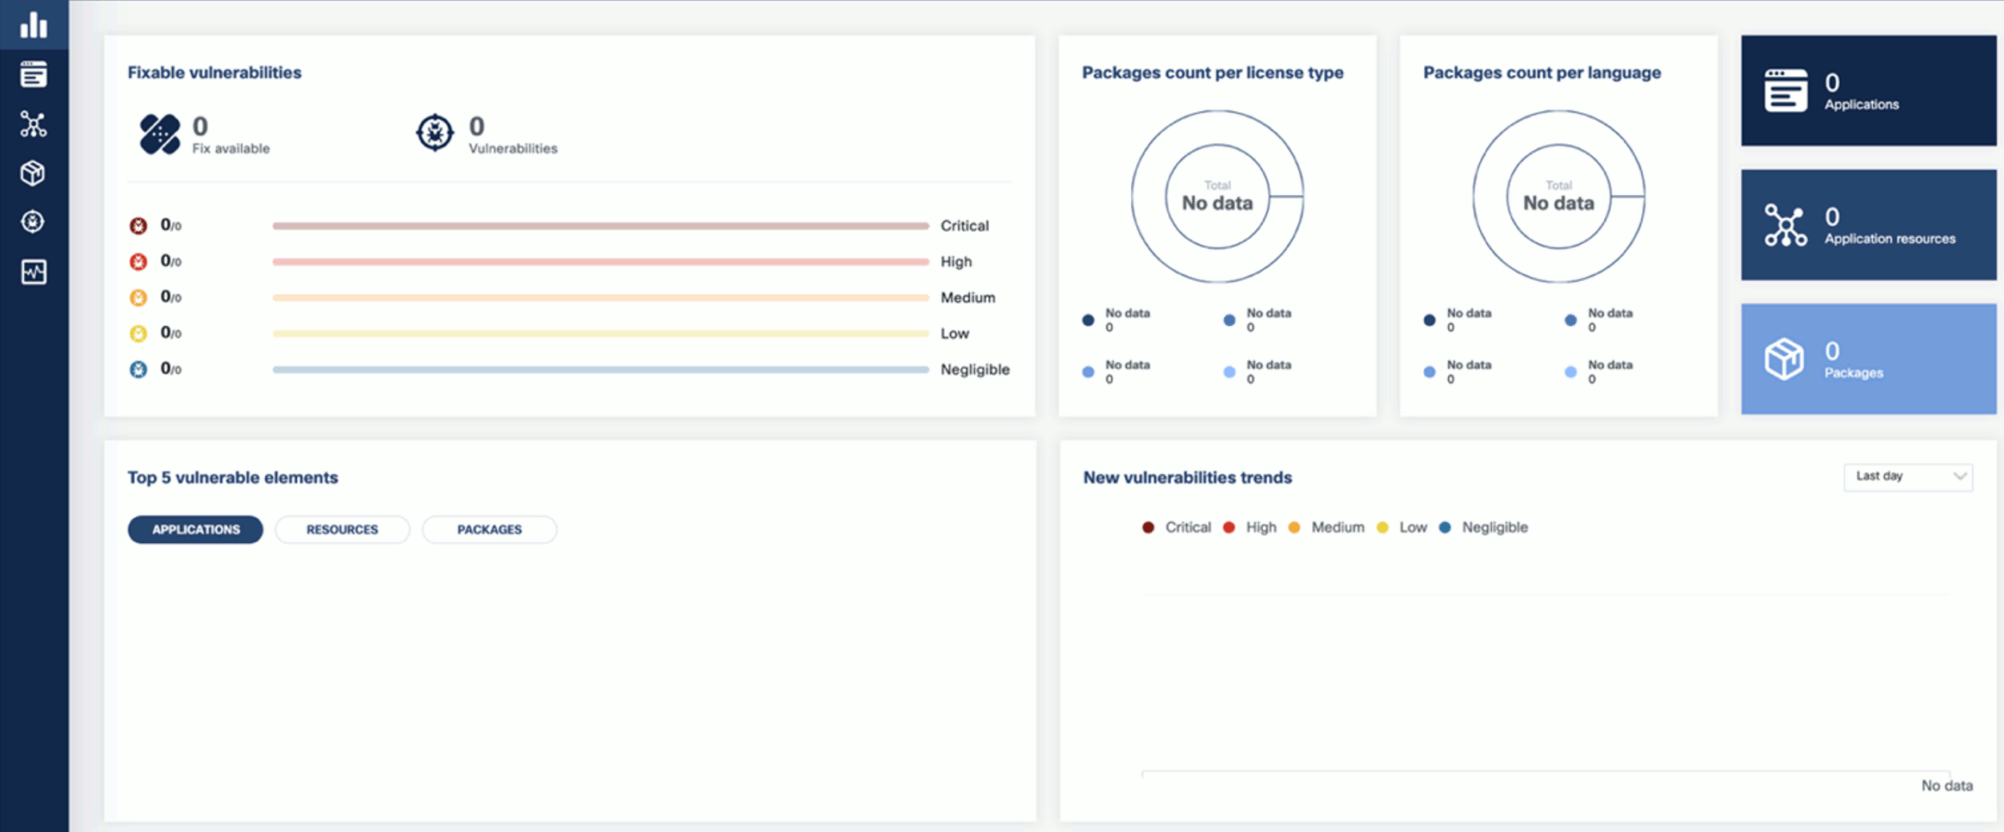 Fixable vulnerabilities
0
Fix available
0
Vulnerabilities
0/0 Critical
0/0 High
0/0 Medium
0/0 Low
0/0 Negligible
Packages count per license type
Total
No data
No data
0
No data
0
No data
0
No data
0
Packages count per language
Total
No data
No data
0
No data
0
No data
0
No data
0
0
Applications
0
Application resources
0
Packages
Top 5 vulnerable elements
APPLICATIONS RESOURCES PACKAGES
New vulnerabilities trends
Last day
Critical High Medium Low Negligible
No data